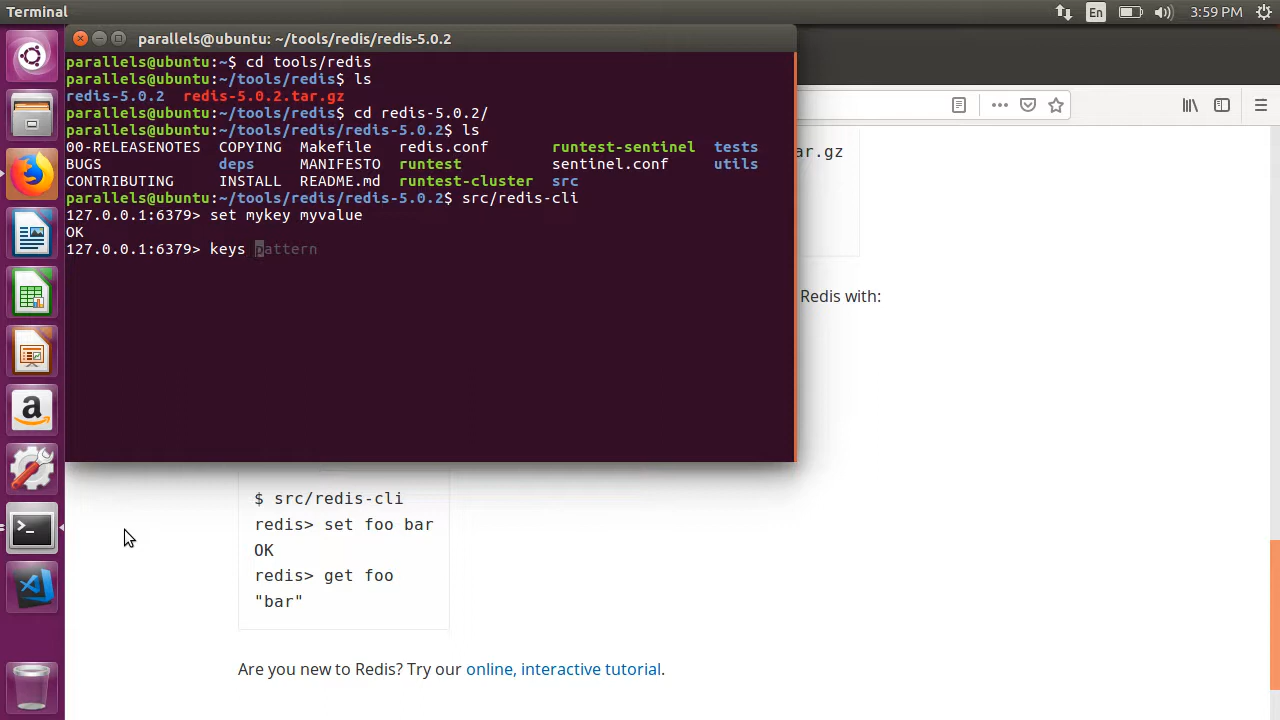 Terminal
En
3:59 PM
parallels@ubuntu: ~/tools/redis/redis-5.0.2
parallels@ubuntu:~$ cd tools/redis
parallels@ubuntu:~/tools/redis$ ls
redis-5.0.2  redis-5.0.2.tar.gz
parallels@ubuntu:~/tools/redis$ cd redis-5.0.2/
parallels@ubuntu:~/tools/redis/redis-5.0.2$ ls
00-RELEASENOTES  COPYING  Makefile   redis.conf       runtest-sentinel  tests
BUGS             deps     MANIFESTO  runtest          sentinel.conf     utils
CONTRIBUTING     INSTALL  README.md  runtest-cluster  src
parallels@ubuntu:~/tools/redis/redis-5.0.2$ src/redis-cli
127.0.0.1:6379> set mykey myvalue
OK
127.0.0.1:6379> keys pattern
ar.gz
Redis with:
$ src/redis-cli
redis> set foo bar
OK
redis> get foo
"bar"
Are you new to Redis? Try our online, interactive tutorial.